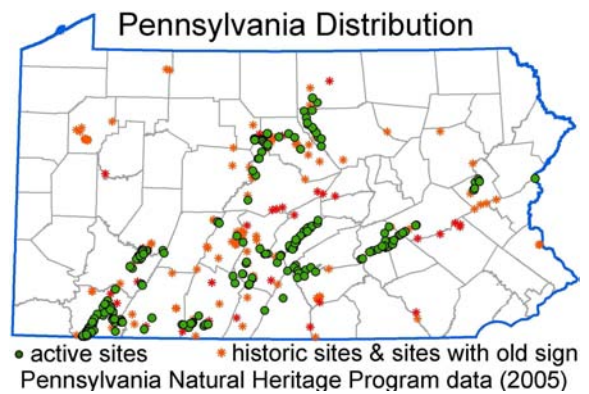 Pennsylvania Distribution
active sites
historic sites & sites with old sign
Pennsylvania Natural Heritage Program data (2005)